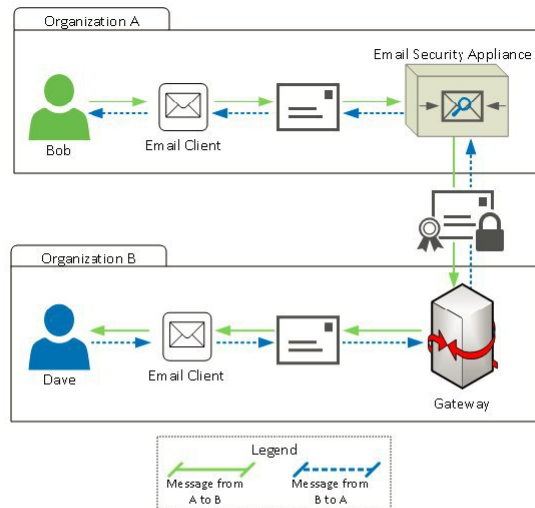 Organization A
Email Security Appliance
Bob
Email Client
Organization B
Dave
Email Client
Gateway
Legend
Message from
A to B
Message from
B to A